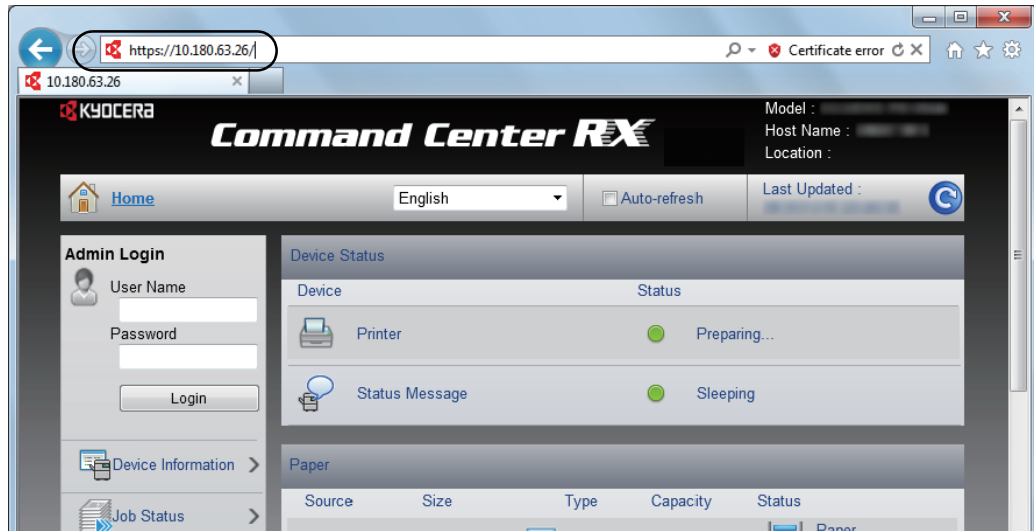 https://10.180.63.26/
Certificate error
10.180.63.26
KYOCERA
Command Center RX
Model :
Host Name :
Location :
Home
English
Auto-refresh
Last Updated :
Admin Login
User Name
Password
Login
Device Information
Job Status
Device Status
Device Status
Printer Preparing...
Status Message Sleeping
Paper
Source Size Type Capacity Status
Paper